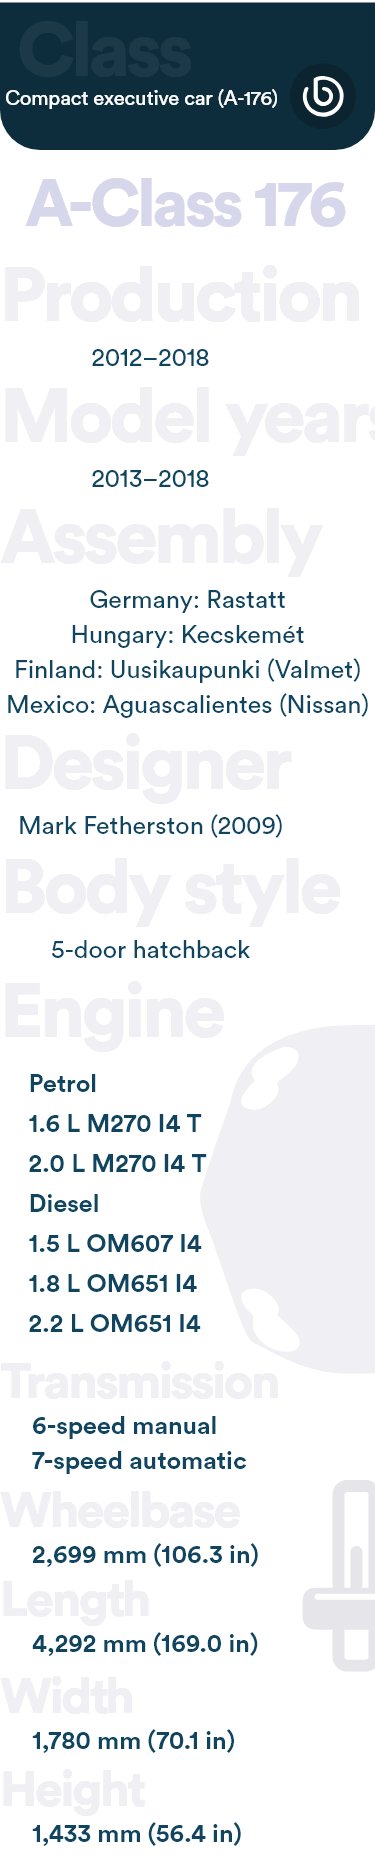 Class
Compact executive car (A-176)
A-Class 176
Production
2012–2018
Model years
2013–2018
Assembly
Germany: Rastatt
Hungary: Kecskemét
Finland: Uusikaupunki (Valmet)
Mexico: Aguascalientes (Nissan)
Designer
Mark Fetherston (2009)
Body style
5-door hatchback
Engine
Petrol
1.6 L M270 I4 T
2.0 L M270 I4 T
Diesel
1.5 L OM607 I4
1.8 L OM651 I4
2.2 L OM651 I4
Transmission
6-speed manual
7-speed automatic
Wheelbase
2,699 mm (106.3 in)
Length
4,292 mm (169.0 in)
Width
1,780 mm (70.1 in)
Height
1,433 mm (56.4 in)